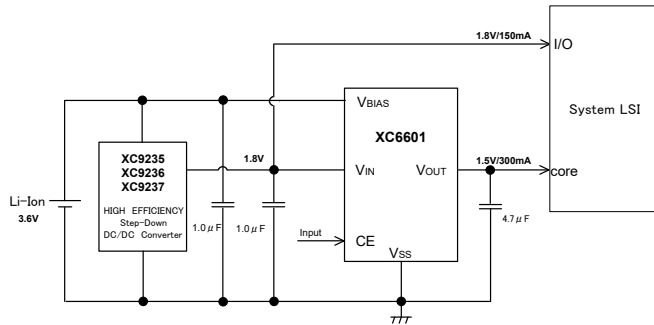 1.8V/150mA
I/O
System LSI
VBIAS
XC6601
XC9235
XC9236
XC9237
1.8V
VIN
VOUT
1.5V/300mA
core
Li-Ion
3.6V
HIGH EFFICIENCY
Step-Down
DC/DC Converter
1.0μF
1.0μF
4.7μF
Input
CE
VSS